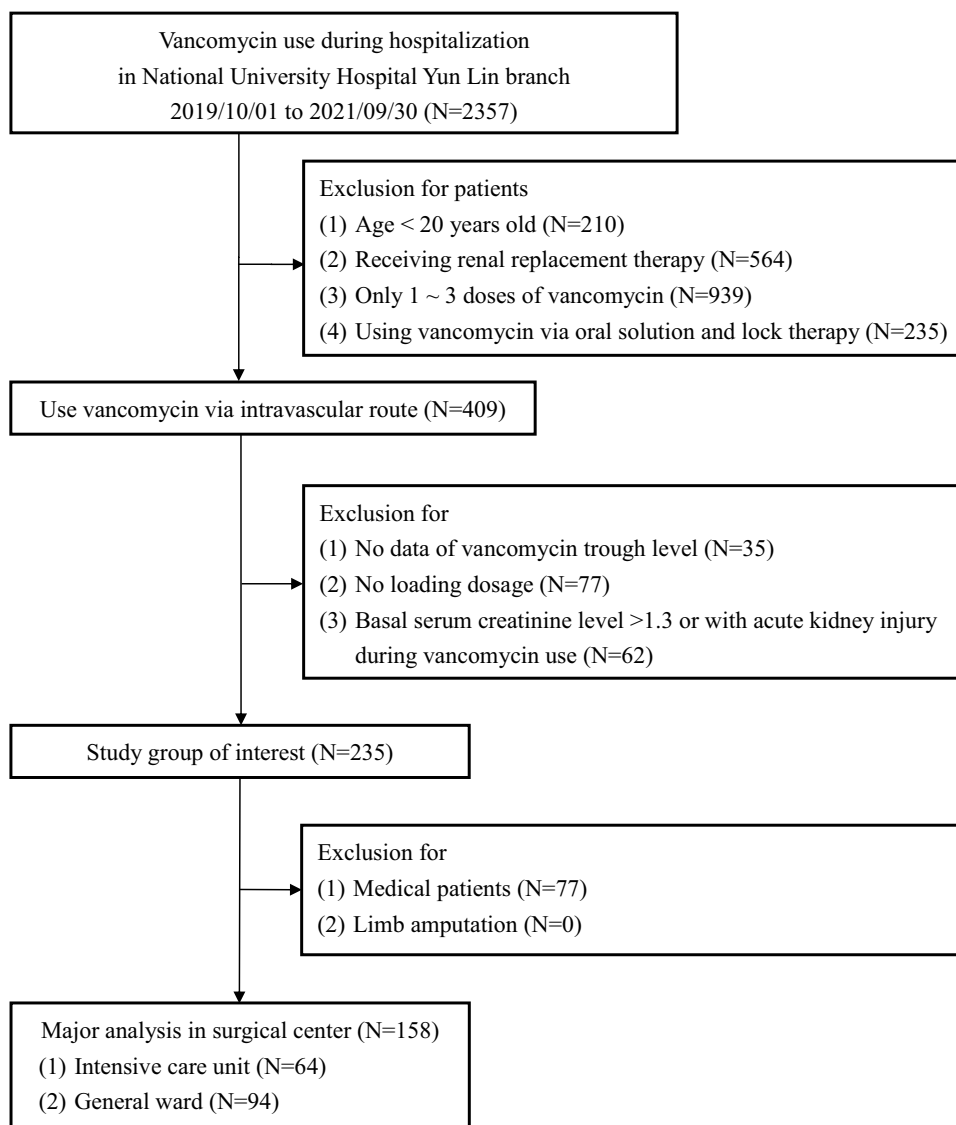 Vancomycin use during hospitalization
in National University Hospital Yun Lin branch
2019/10/01 to 2021/09/30 (N=2357)
Exclusion for patients
(1) Age < 20 years old (N=210)
(2) Receiving renal replacement therapy (N=564)
(3) Only 1 ~ 3 doses of vancomycin (N=939)
(4) Using vancomycin via oral solution and lock therapy (N=235)
Use vancomycin via intravascular route (N=409)
Exclusion for
(1) No data of vancomycin trough level (N=35)
(2) No loading dosage (N=77)
(3) Basal serum creatinine level >1.3 or with acute kidney injury
during vancomycin use (N=62)
Study group of interest (N=235)
Exclusion for
(1) Medical patients (N=77)
(2) Limb amputation (N=0)
Major analysis in surgical center (N=158)
(1) Intensive care unit (N=64)
(2) General ward (N=94)